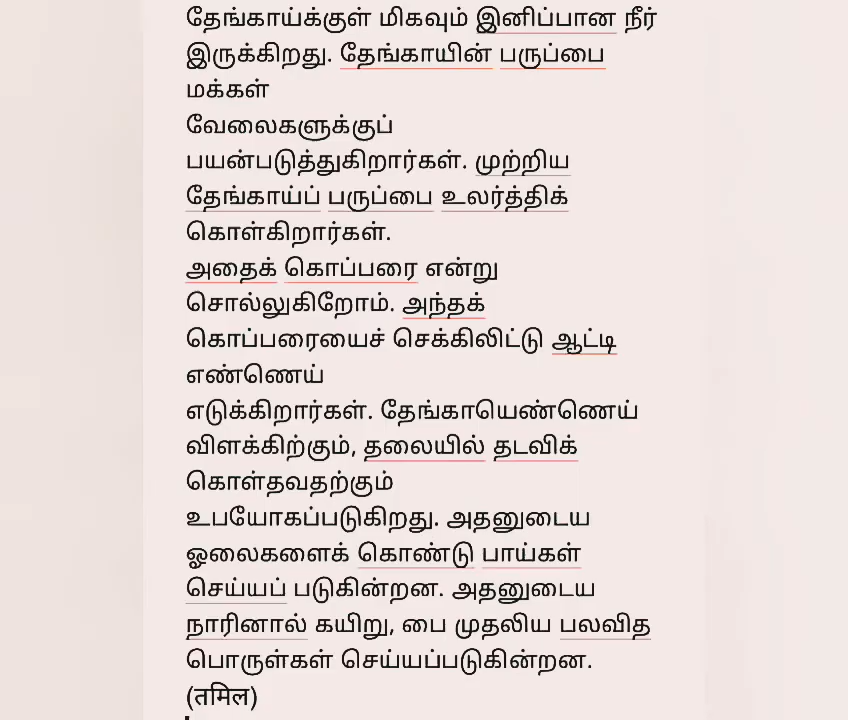 தேங்காய்க்குள் மிகவும் இனிப்பான நீர்
இருக்கிறது. தேங்காயின் பருப்பை
மக்கள்
வேலைகளுக்குப்
பயன்படுத்துகிறார்கள். முற்றிய
தேங்காய்ப் பருப்பை உலர்த்திக்
கொள்கிறார்கள்.
அதைக் கொப்பரை என்று
சொல்லுகிறோம். அந்தக்
கொப்பரையைச் செக்கிலிட்டு ஆட்டி
எண்ணெய்
எடுக்கிறார்கள். தேங்காயெண்ணெய்
விளக்கிற்கும், தலையில் தடவிக்
கொள்தவதற்கும்
உபயோகப்படுகிறது. அதனுடைய
ஓலைகளைக் கொண்டு பாய்கள்
செய்யப் படுகின்றன. அதனுடைய
நாரினால் கயிறு, பை முதலிய பலவித
பொருள்கள் செய்யப்படுகின்றன.
(तमिल)